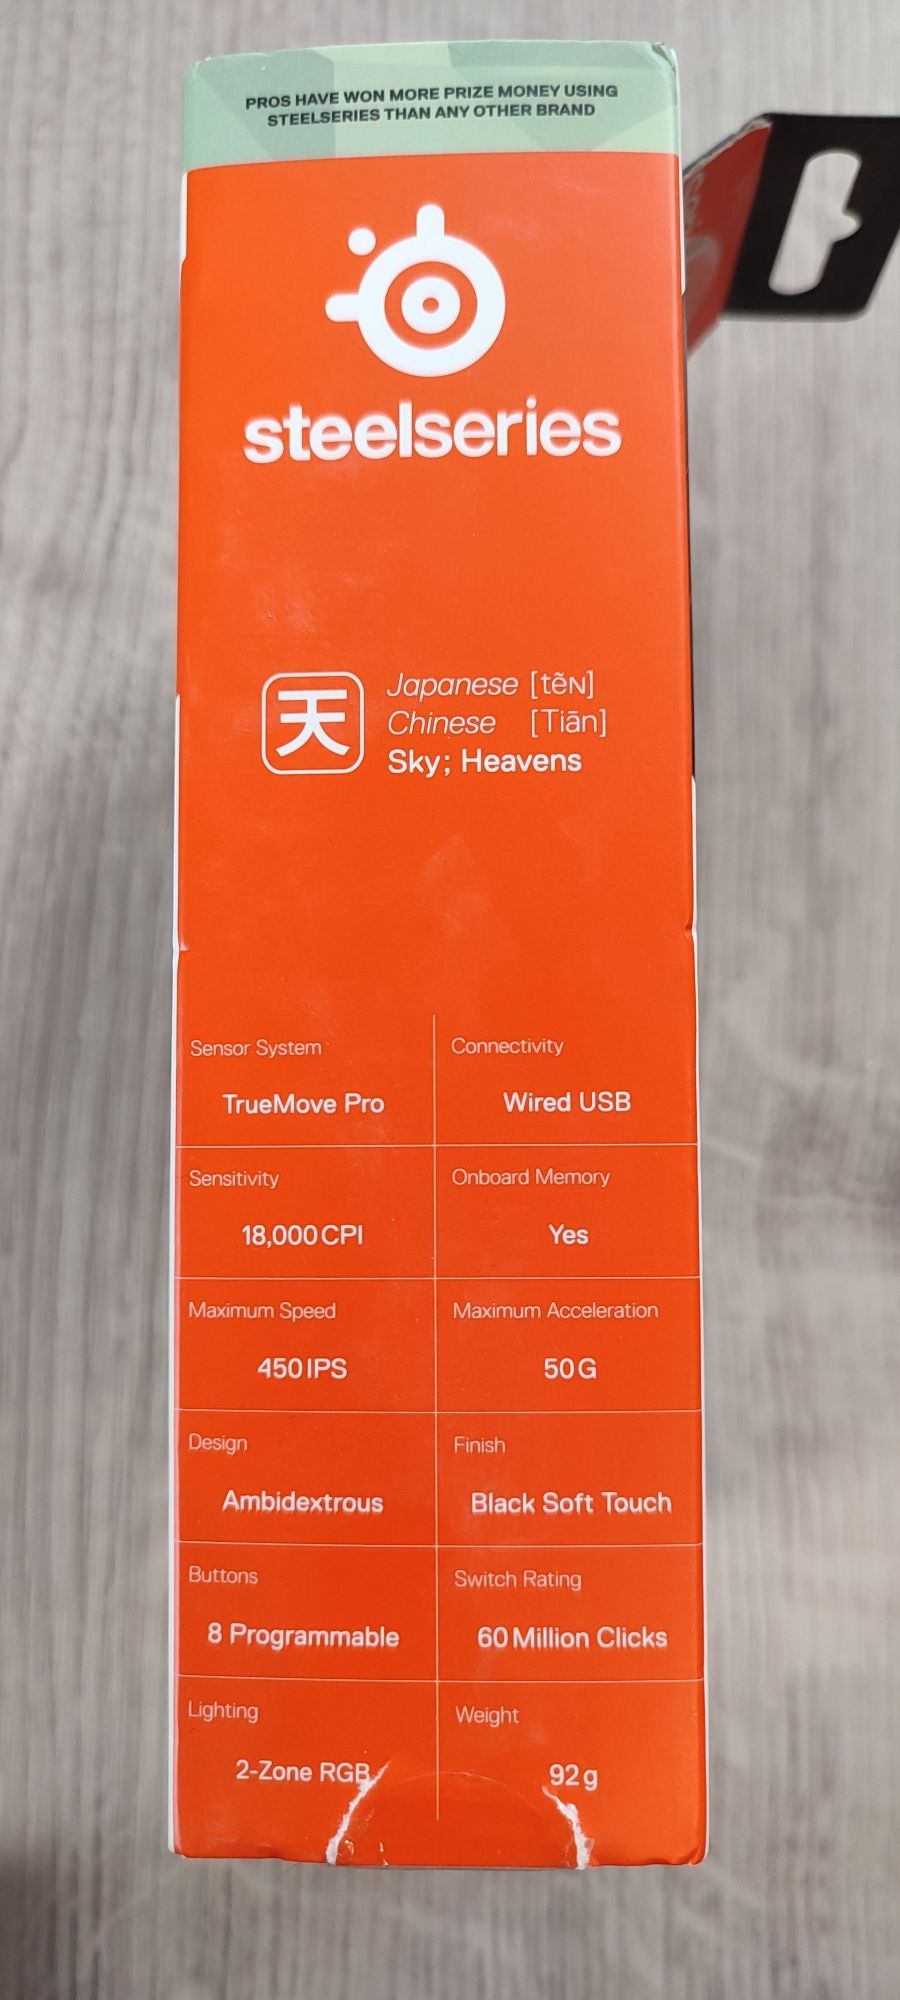 PROS HAVE WON MORE PRIZE MONEY USING
STEELSERIES THAN ANY OTHER BRAND
steelseries
天
Japanese [tẽɴ]
Chinese [Tiān]
Sky; Heavens
Sensor System
TrueMove Pro
Connectivity
Wired USB
Sensitivity
18,000 CPI
Onboard Memory
Yes
Maximum Speed
450 IPS
Maximum Acceleration
50 G
Design
Ambidextrous
Finish
Black Soft Touch
Buttons
8 Programmable
Switch Rating
60 Million Clicks
Lighting
2-Zone RGB
Weight
92 g